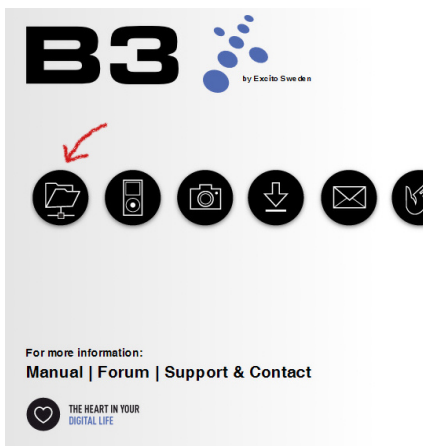 B3
by Excito Sweden
For more information:
Manual | Forum | Support & Contact
THE HEART IN YOUR
DIGITAL LIFE